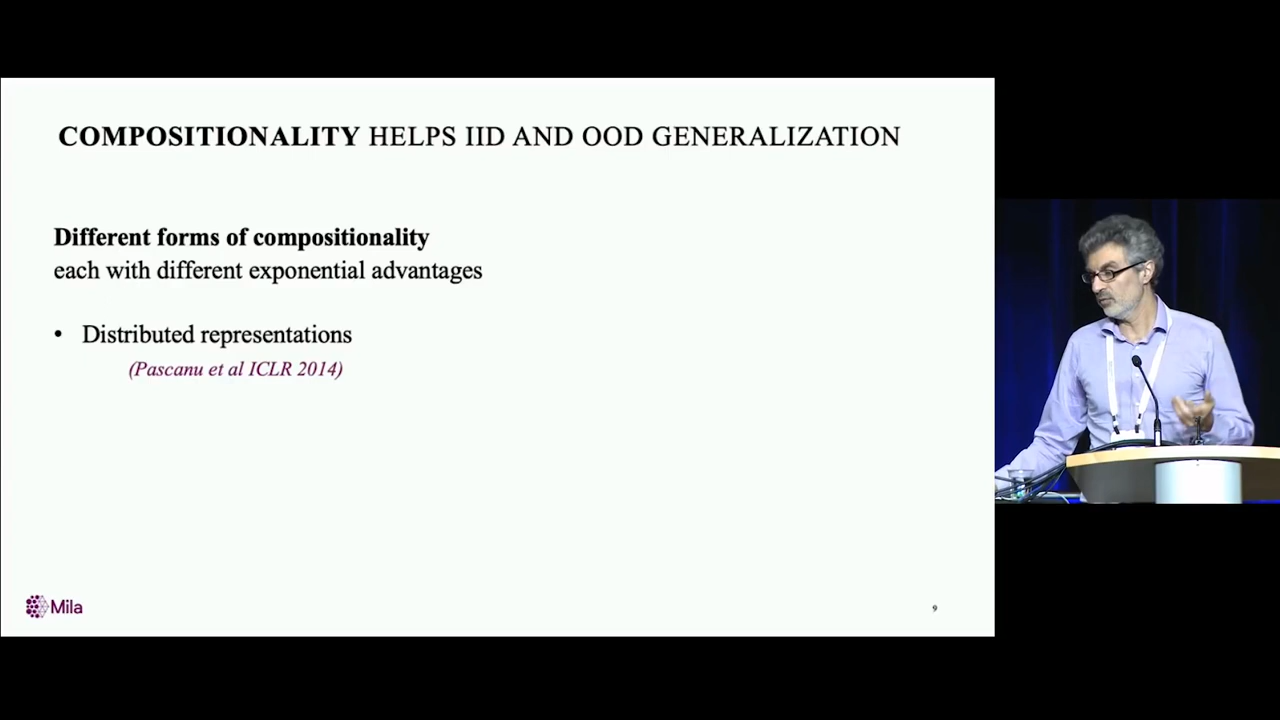 COMPOSITIONALITY HELPS IID AND OOD GENERALIZATION
Different forms of compositionality
each with different exponential advantages
• Distributed representations
(Pascanu et al ICLR 2014)
Mila
9